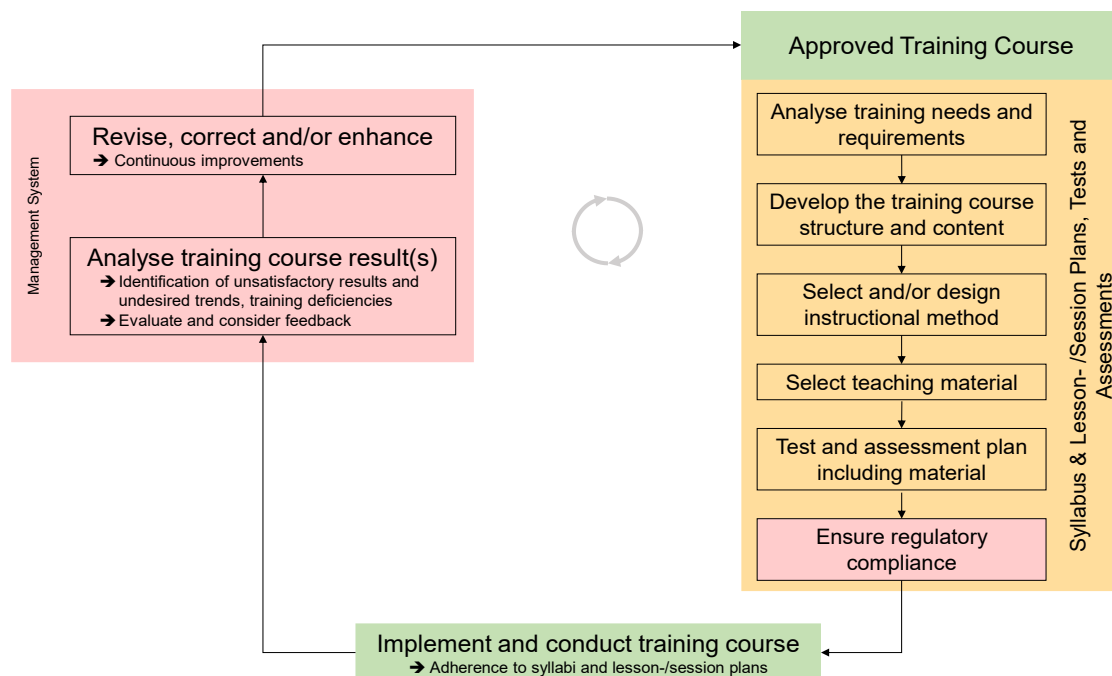 Approved Training Course
Analyse training needs and
requirements
Develop the training course
structure and content
Select and/or design
instructional method
Select teaching material
Test and assessment plan
including material
Ensure regulatory
compliance
Syllabus & Lesson- /Session Plans, Tests and
Assessments
Implement and conduct training course
➔ Adherence to syllabi and lesson-/session plans
Management System
Revise, correct and/or enhance
➔ Continuous improvements
Analyse training course result(s)
➔ Identification of unsatisfactory results and
undesired trends, training deficiencies
➔ Evaluate and consider feedback